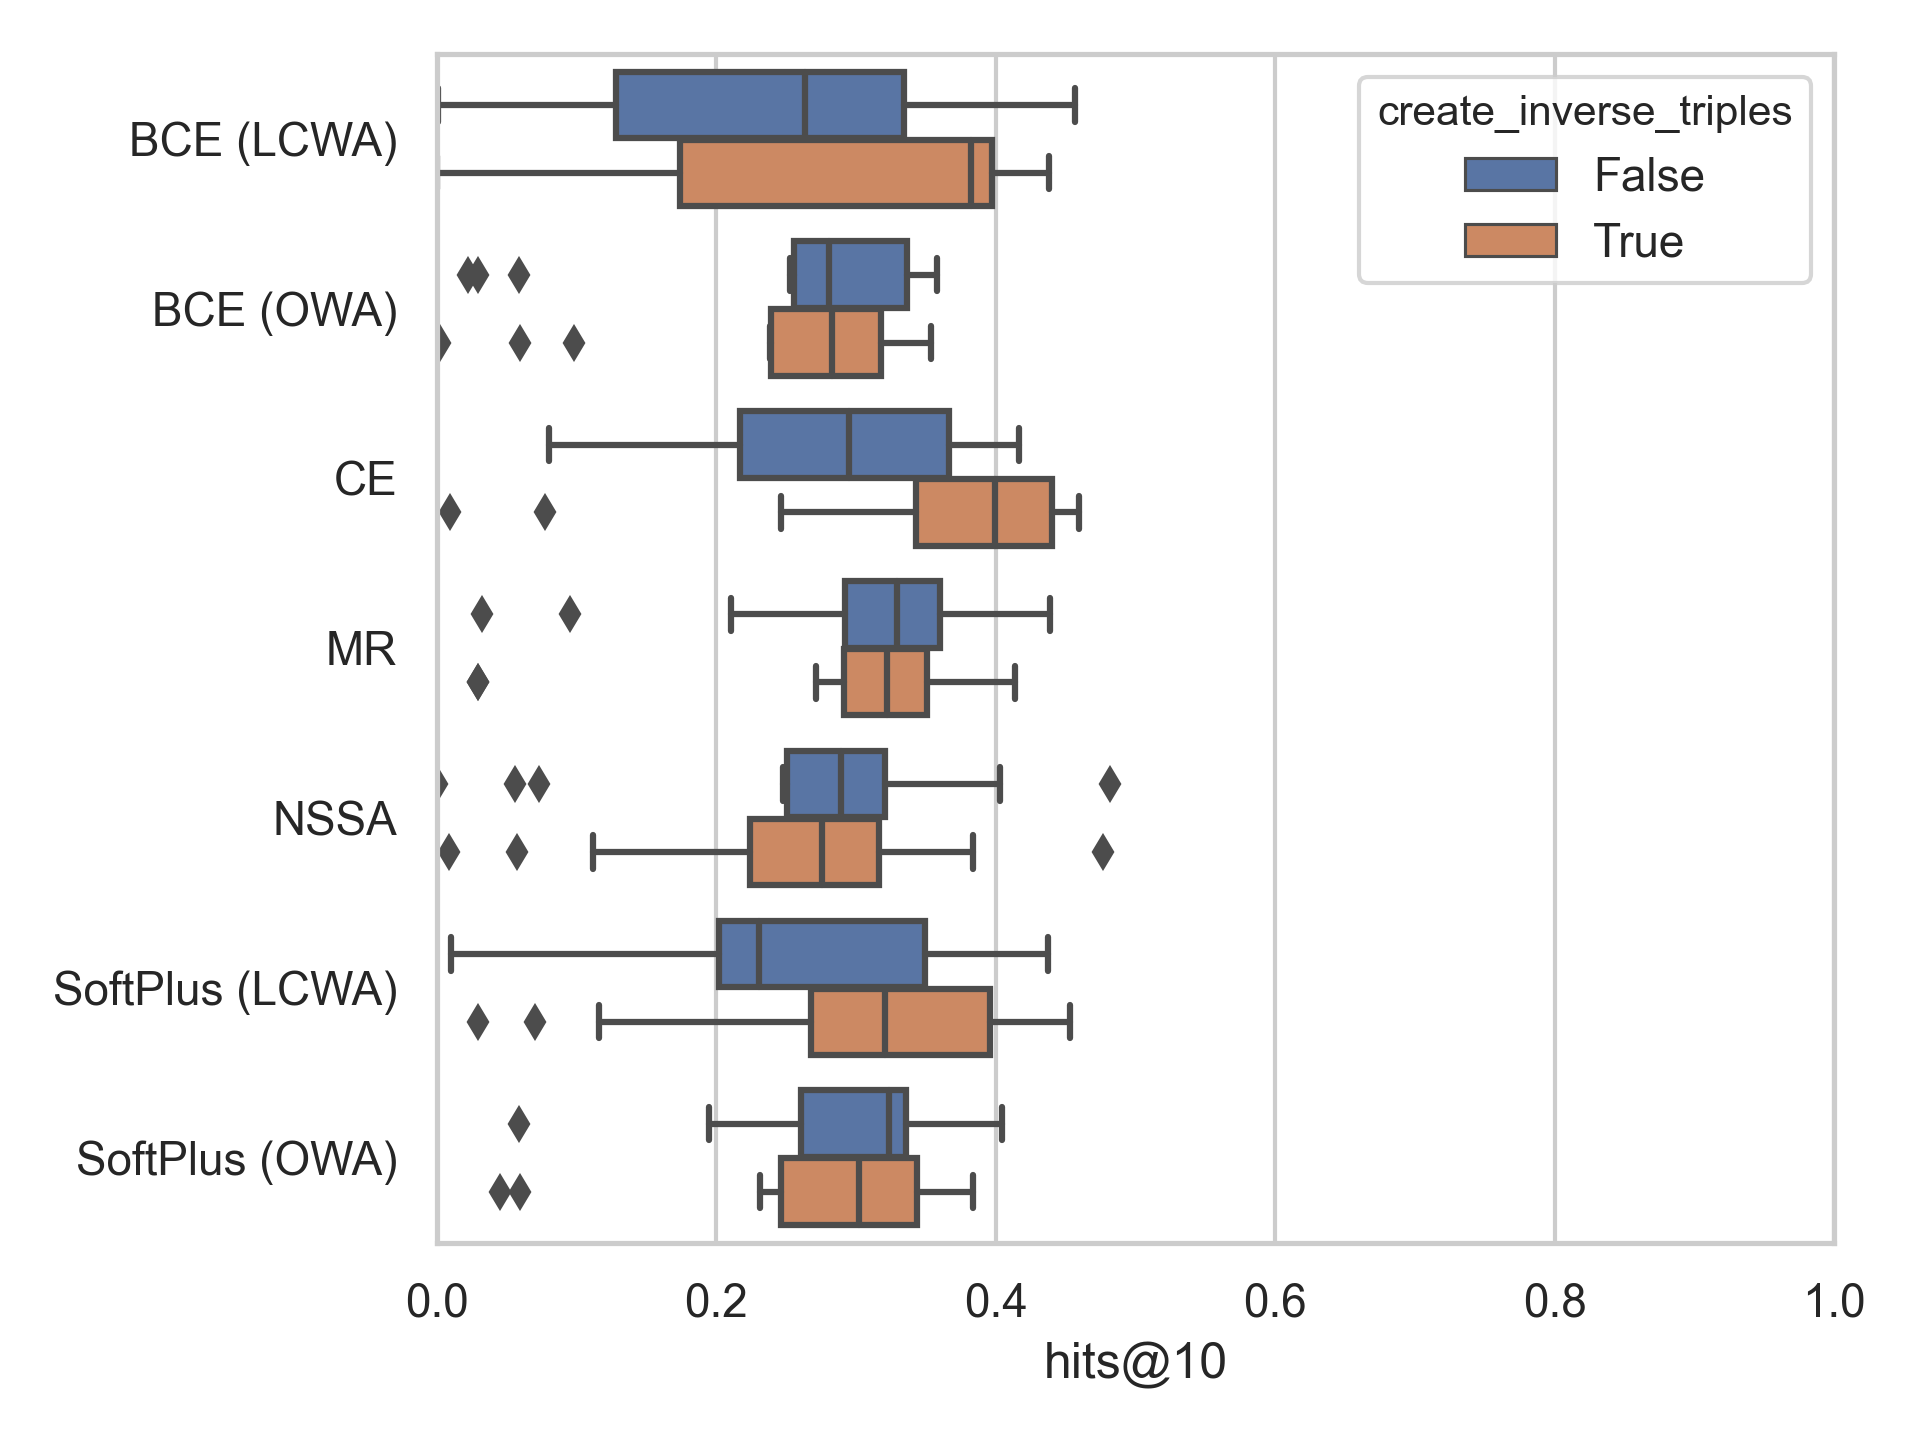 create_inverse_triples
False
True
BCE (LCWA)
BCE (OWA)
CE
MR
NSSA
SoftPlus (LCWA)
SoftPlus (OWA)
0.0 0.2 0.4 0.6 0.8 1.0
hits@10